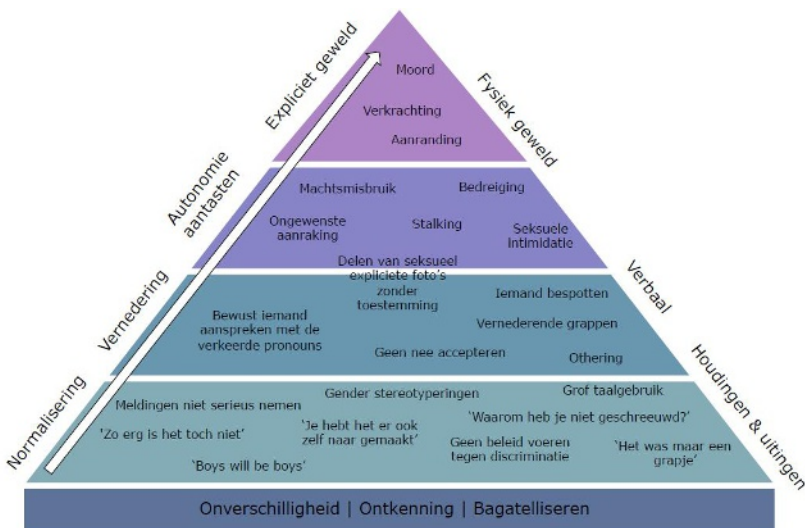 Expliciet geweld
Fysiek geweld
Moord
Verkrachting
Aanranding
Autonomie
aantasten
Machtsmisbruik
Bedreiging
Ongewenste
aanraking
Stalking
Seksuele
intimidatie
Delen van seksueel
expliciete foto's
zonder
toestemming
Vernedering
Verbaal
Bewust iemand
aanspreken met de
verkeerde pronouns
Iemand bespotten
Vernederende grappen
Geen nee accepteren
Othering
Normalisering
Houdingen & uitingen
Meldingen niet serieus nemen
Gender stereotyperingen
Grof taalgebruik
'Zo erg is het toch niet'
'Je hebt het er ook
zelf naar gemaakt'
'Waarom heb je niet geschreeuwd?'
'Boys will be boys'
Geen beleid voeren
tegen discriminatie
'Het was maar een
grapje'
Onverschilligheid | Ontkenning | Bagatelliseren